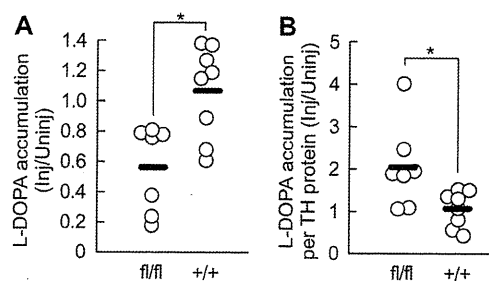 A
L-DOPA accumulation
(Inj/Uninj)
1.4
1.2
1.0
0.8
0.6
0.4
0.2
0
*
fl/fl
+/+
B
L-DOPA accumulation
per TH protein (Inj/Uninj)
5
4
3
2
1
0
*
fl/fl
+/+